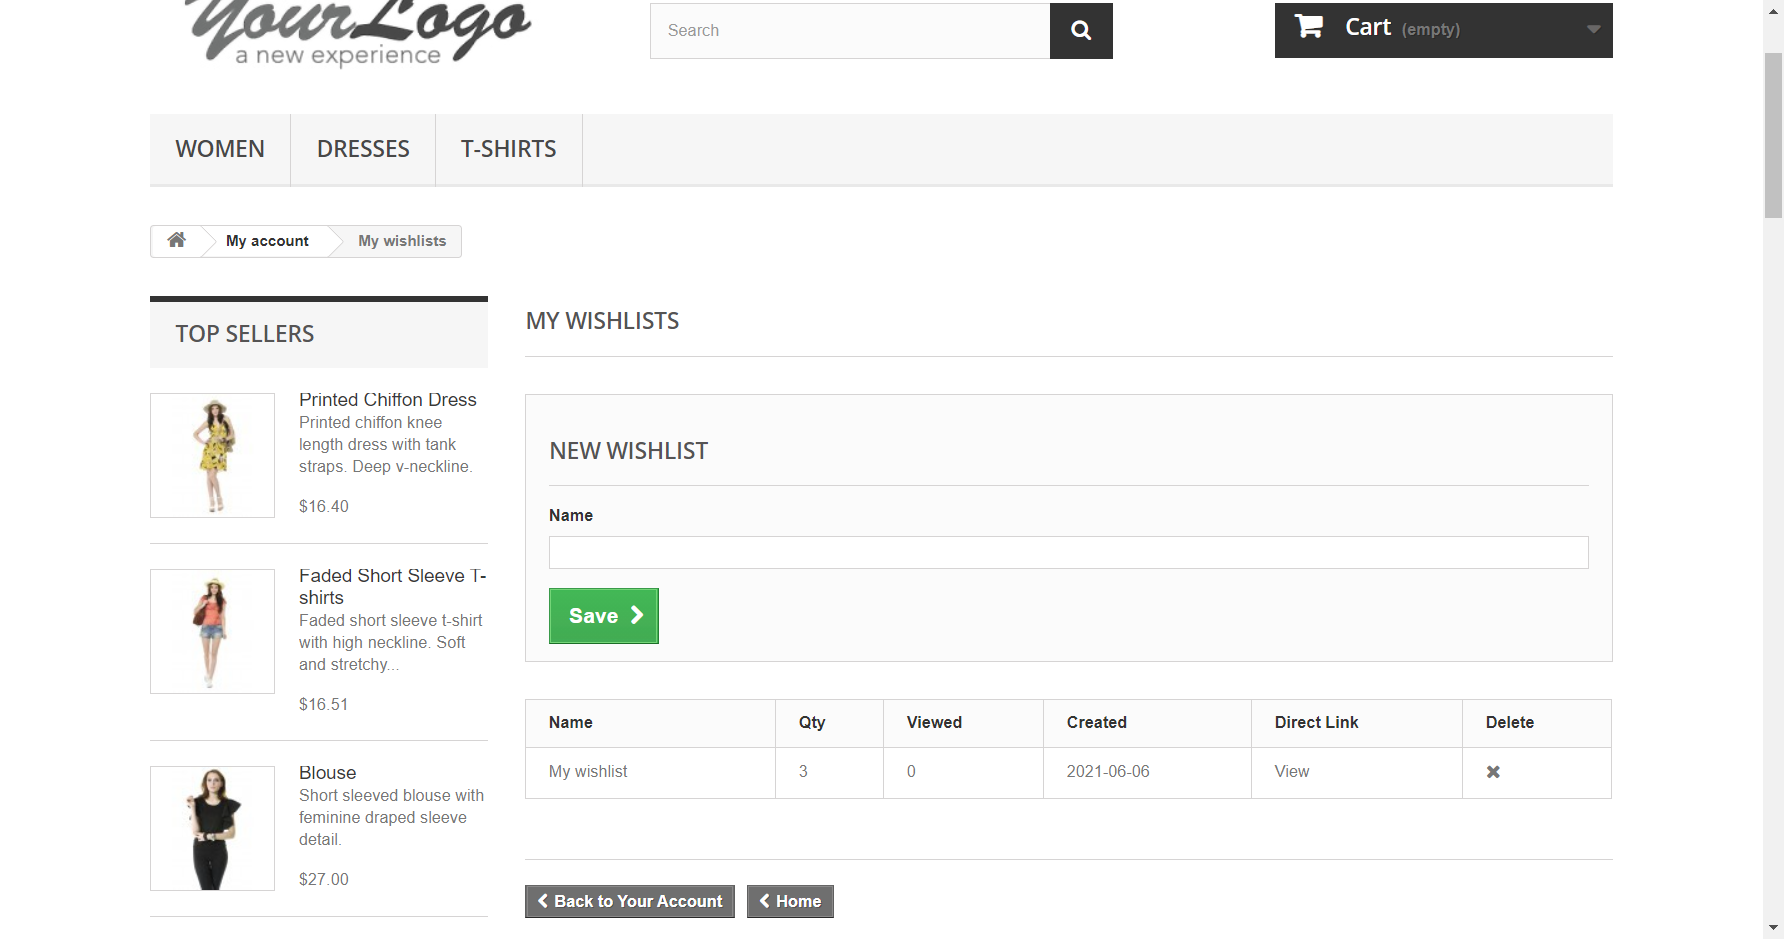 YourLogo
a new experience
Search
Cart (empty)
WOMEN
DRESSES
T-SHIRTS
My account
My wishlists
TOP SELLERS
Printed Chiffon Dress
Printed chiffon knee
length dress with tank
straps. Deep v-neckline.
$16.40
Faded Short Sleeve T-
shirts
Faded short sleeve t-shirt
with high neckline. Soft
and stretchy...
$16.51
Blouse
Short sleeved blouse with
feminine draped sleeve
detail.
$27.00
MY WISHLISTS
NEW WISHLIST
Name
Save
Name Qty Viewed Created Direct Link Delete
My wishlist 3 0 2021-06-06 View
Back to Your Account
Home